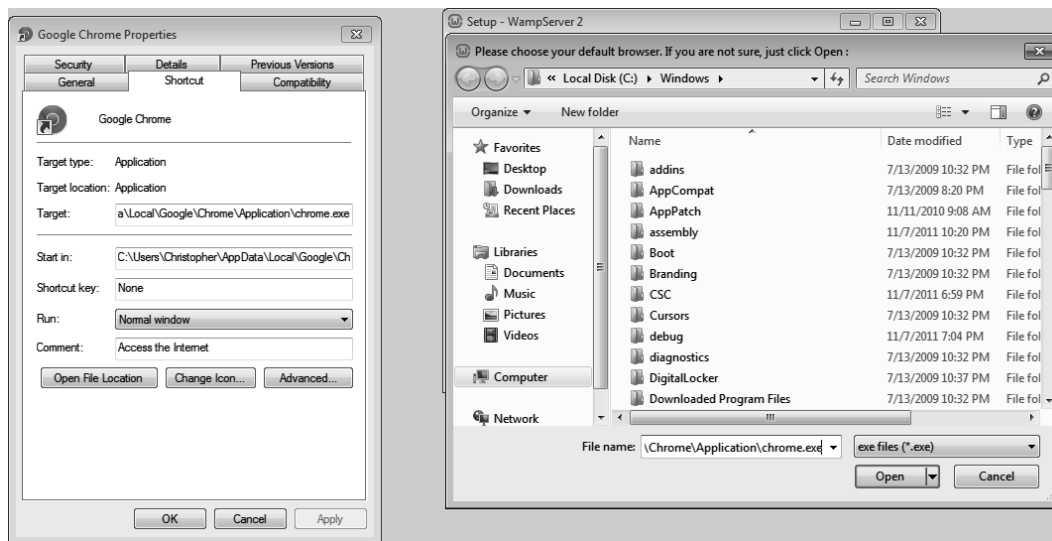 Google Chrome Properties
Security Details Previous Versions
General Shortcut Compatibility
Google Chrome
Target type: Application
Target location: Application
Target: a\Local\Google\Chrome\Application\chrome.exe
Start in: C:\Users\Christopher\AppData\Local\Google\Ch
Shortcut key: None
Run: Normal window
Comment: Access the Internet
Open File Location Change Icon... Advanced...
OK Cancel Apply
Setup - WampServer 2
Please choose your default browser. If you are not sure, just click Open :
« Local Disk (C:) Windows Search Windows
Organize New folder
Favorites
Desktop
Downloads
Recent Places
Libraries
Documents
Music
Pictures
Videos
Computer
Network
Name Date modified Type
addins 7/13/2009 10:32 PM File fol
AppCompat 7/13/2009 8:20 PM File fol
AppPatch 11/11/2010 9:08 AM File fol
assembly 11/7/2011 10:20 PM File fol
Boot 7/13/2009 10:32 PM File fol
Branding 7/13/2009 10:32 PM File fol
CSC 11/7/2011 6:59 PM File fol
Cursors 7/13/2009 10:32 PM File fol
debug 11/7/2011 7:04 PM File fol
diagnostics 7/13/2009 10:32 PM File fol
DigitalLocker 7/13/2009 10:37 PM File fol
Downloaded Program Files 7/13/2009 10:32 PM File fol
File name: \Chrome\Application\chrome.exe exe files (*.exe)
Open Cancel